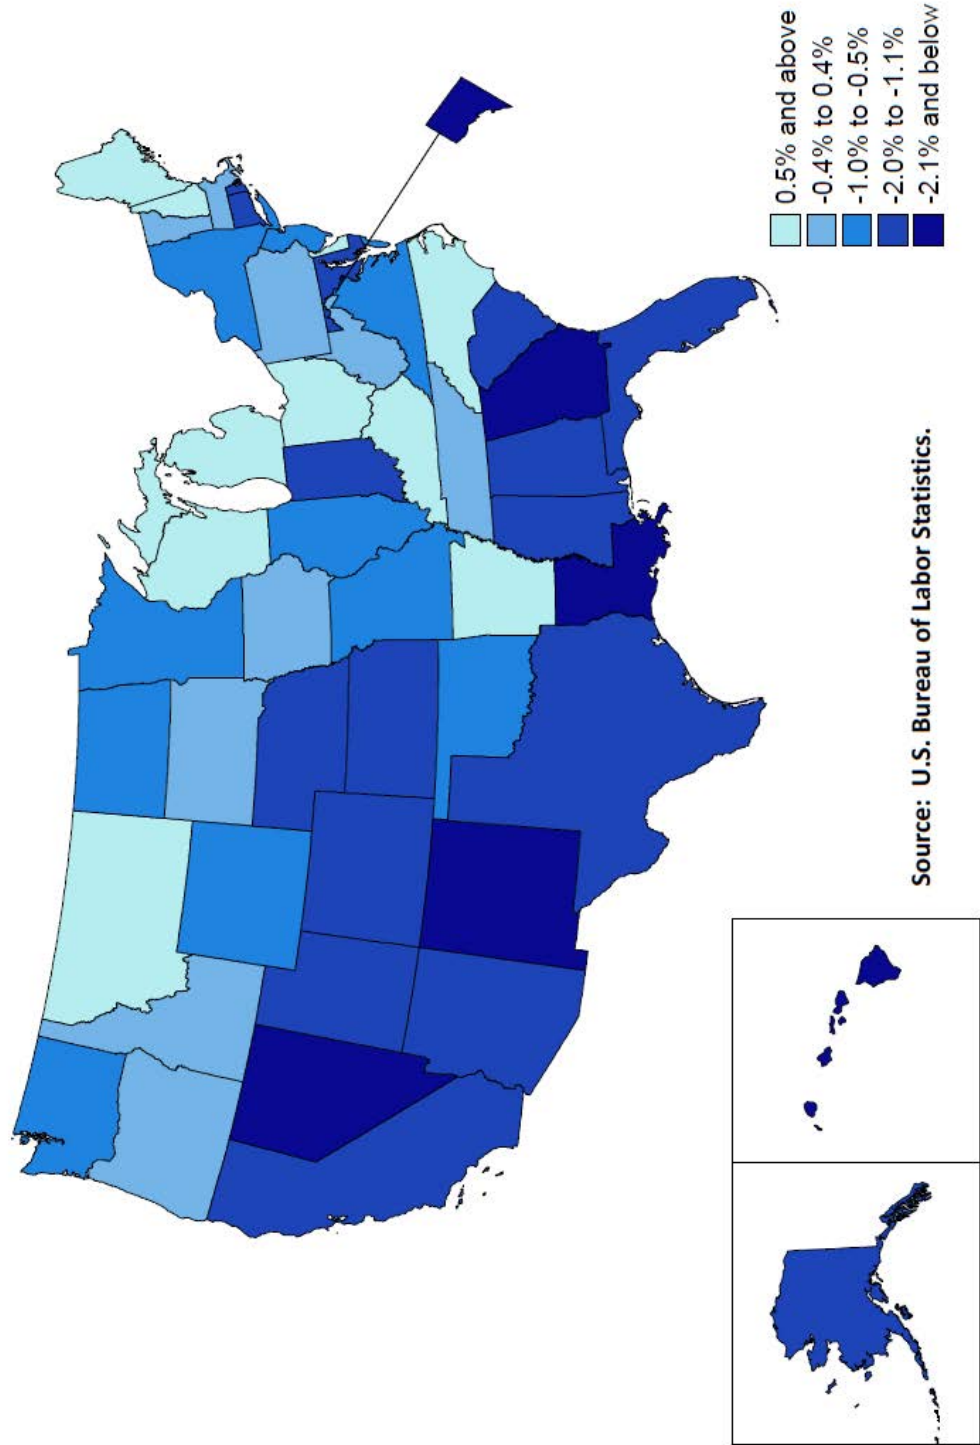 0.5% and above
-0.4% to 0.4%
-1.0% to -0.5%
-2.0% to -1.1%
-2.1% and below
Source:  U.S. Bureau of Labor Statistics.